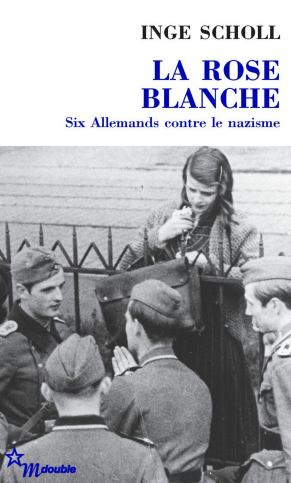 INGE SCHOLL
LA ROSE
BLANCHE
Six Allemands contre le nazisme
M double